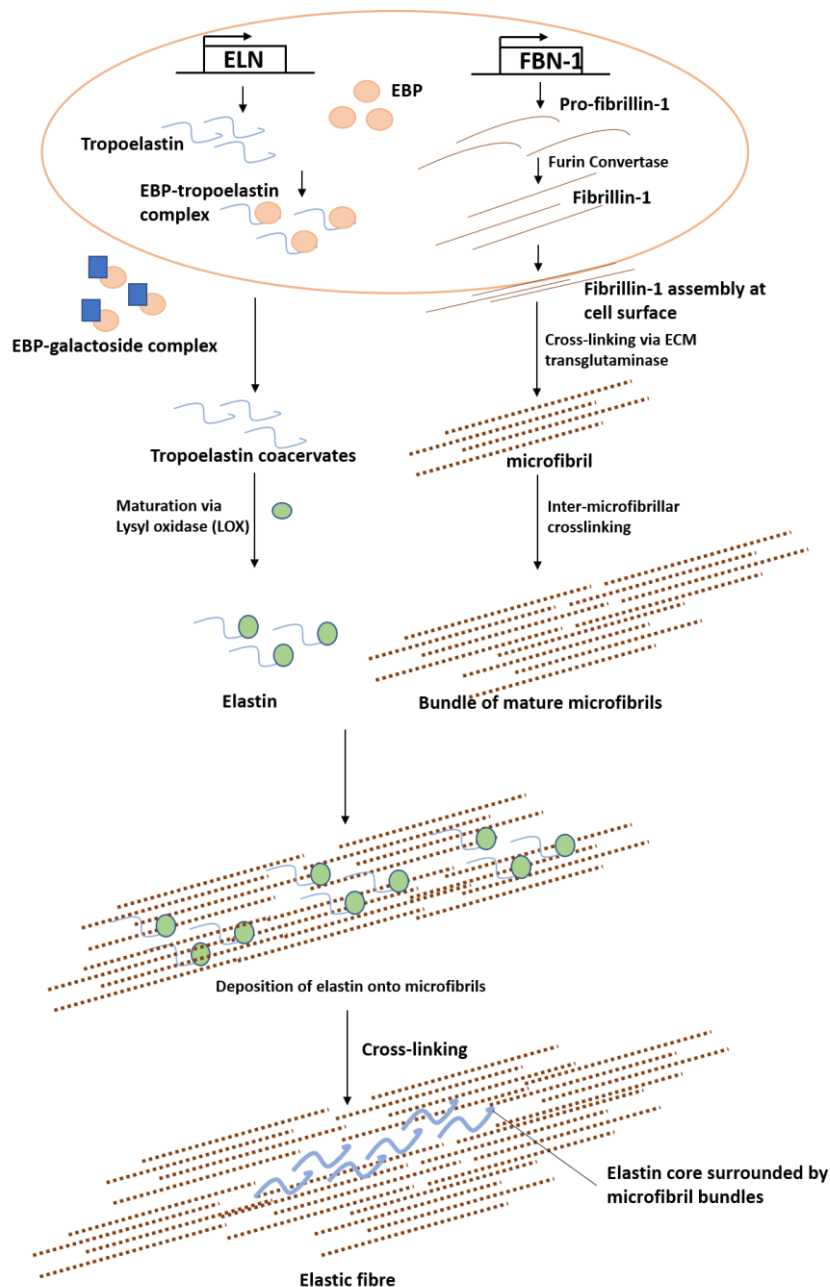 ELN
FBN-1
EBP
Pro-fibrillin-1
Tropoelastin
Furin Convertase
EBP-tropoelastin
complex
Fibrillin-1
Fibrillin-1 assembly at
cell surface
EBP-galactoside complex
Cross-linking via ECM
transglutaminase
Tropoelastin coacervates
microfibril
Maturation via
Lysyl oxidase (LOX)
Inter-microfibrillar
crosslinking
Elastin
Bundle of mature microfibrils
Deposition of elastin onto microfibrils
Cross-linking
Elastin core surrounded by
microfibril bundles
Elastic fibre